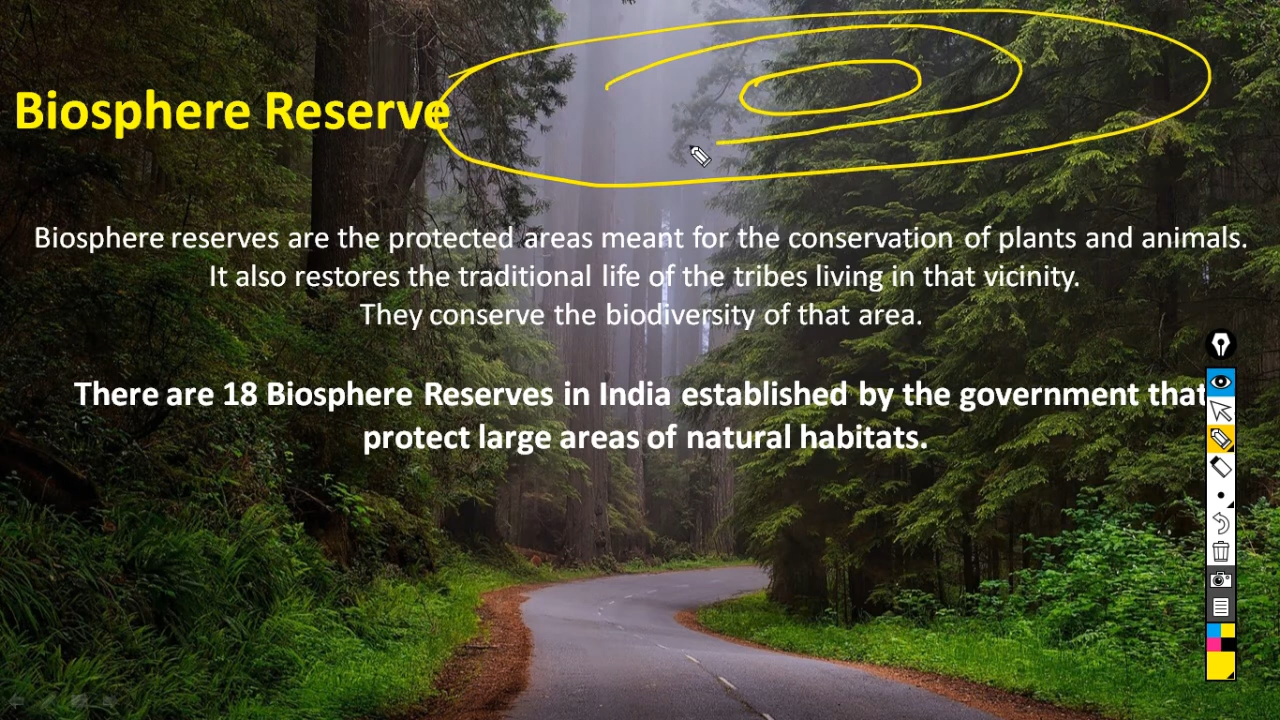 Biosphere Reserve
Biosphere reserves are the protected areas meant for the conservation of plants and animals.
It also restores the traditional life of the tribes living in that vicinity.
They conserve the biodiversity of that area.
There are 18 Biosphere Reserves in India established by the government that
protect large areas of natural habitats.